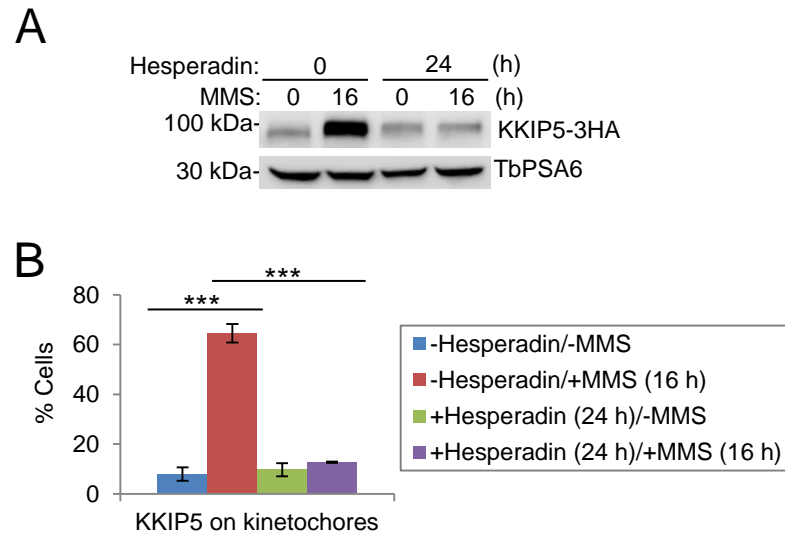 A
Hesperadin: 0 24 (h)
MMS: 0 16 0 16 (h)
100 kDa- KKIP5-3HA
30 kDa- TbPSA6
B
*** ***
80
60
40
20
0
% Cells
KKIP5 on kinetochores
-Hesperadin/-MMS
-Hesperadin/+MMS (16 h)
+Hesperadin (24 h)/-MMS
+Hesperadin (24 h)/+MMS (16 h)